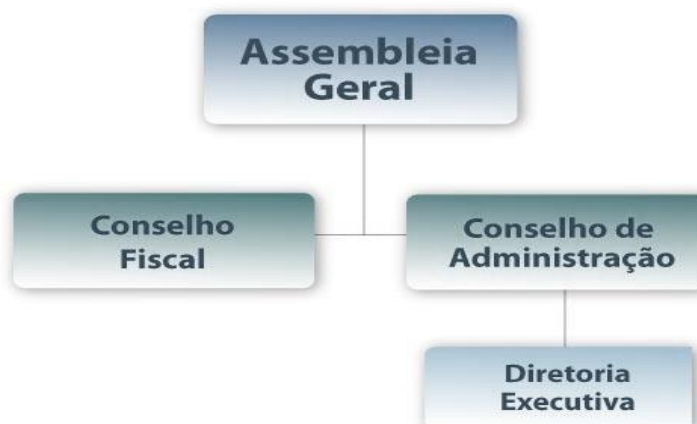 Assembleia
Geral
Conselho
Fiscal
Conselho de
Administração
Diretoria
Executiva